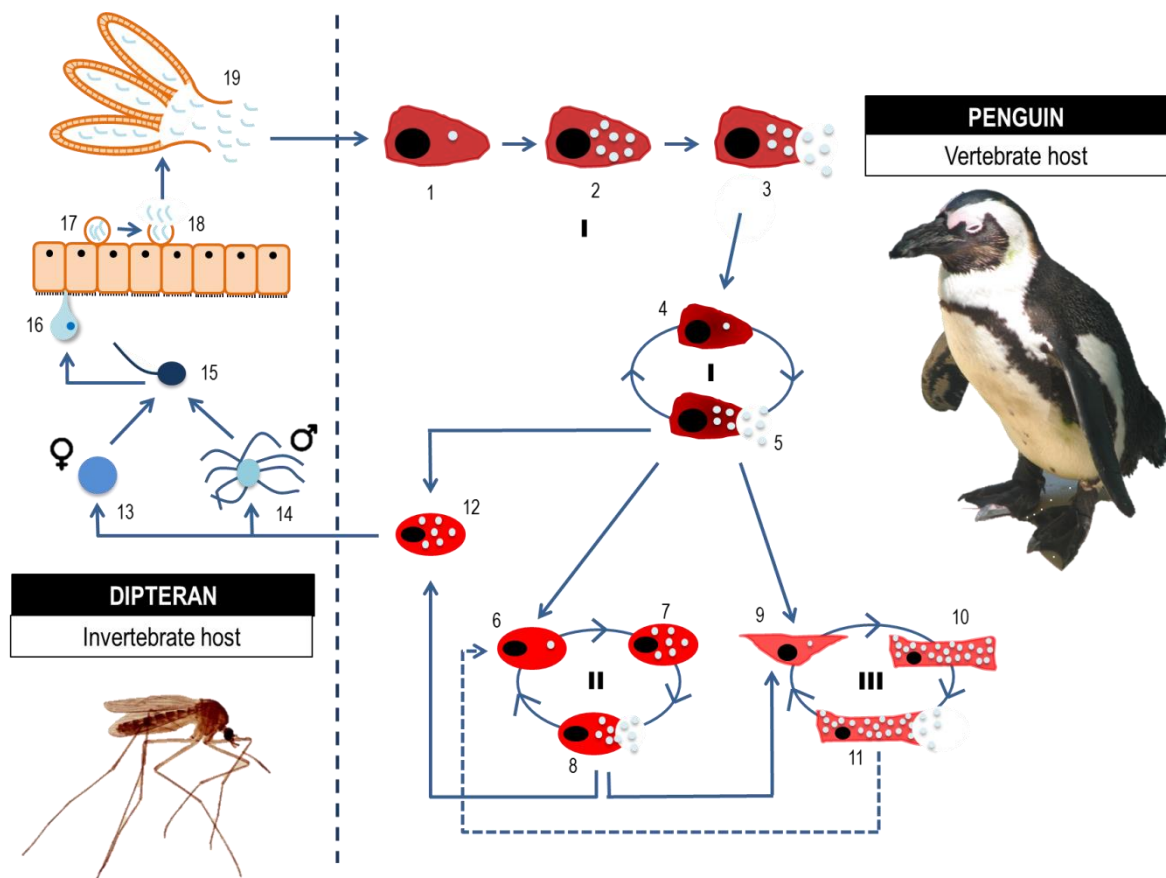 19
PENGUIN
Vertebrate host
1
2
3
I
17
18
4
16
15
I
5
♀
♂
13
14
12
DIPTERAN
Invertebrate host
6
7
9
10
II
III
8
11